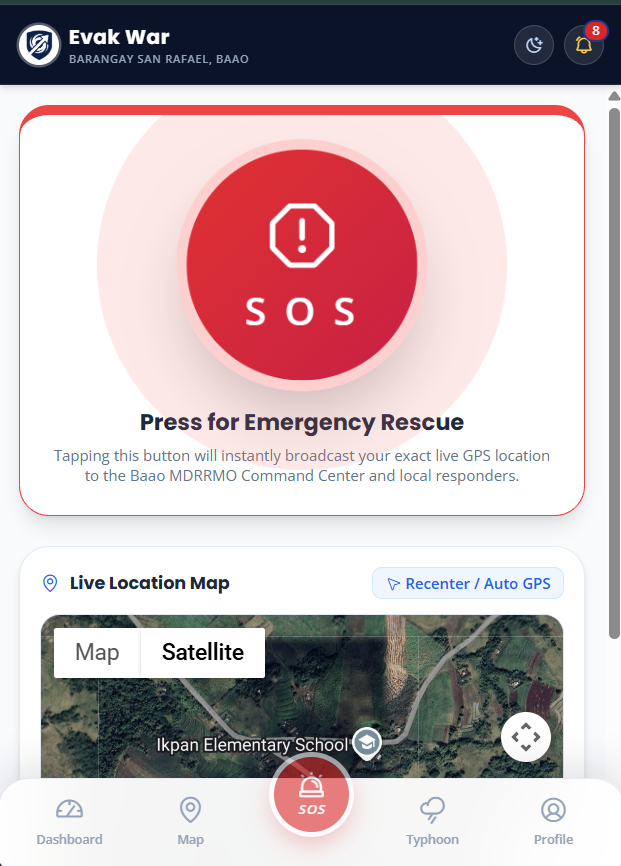 Evak War
BARANGAY SAN RAFAEL, BAAO
8
SOS
Press for Emergency Rescue
Tapping this button will instantly broadcast your exact live GPS location
to the Baao MDRRMO Command Center and local responders.
Live Location Map
Recenter / Auto GPS
Map
Satellite
Ikpan Elementary School
SOS
Dashboard
Map
Typhoon
Profile